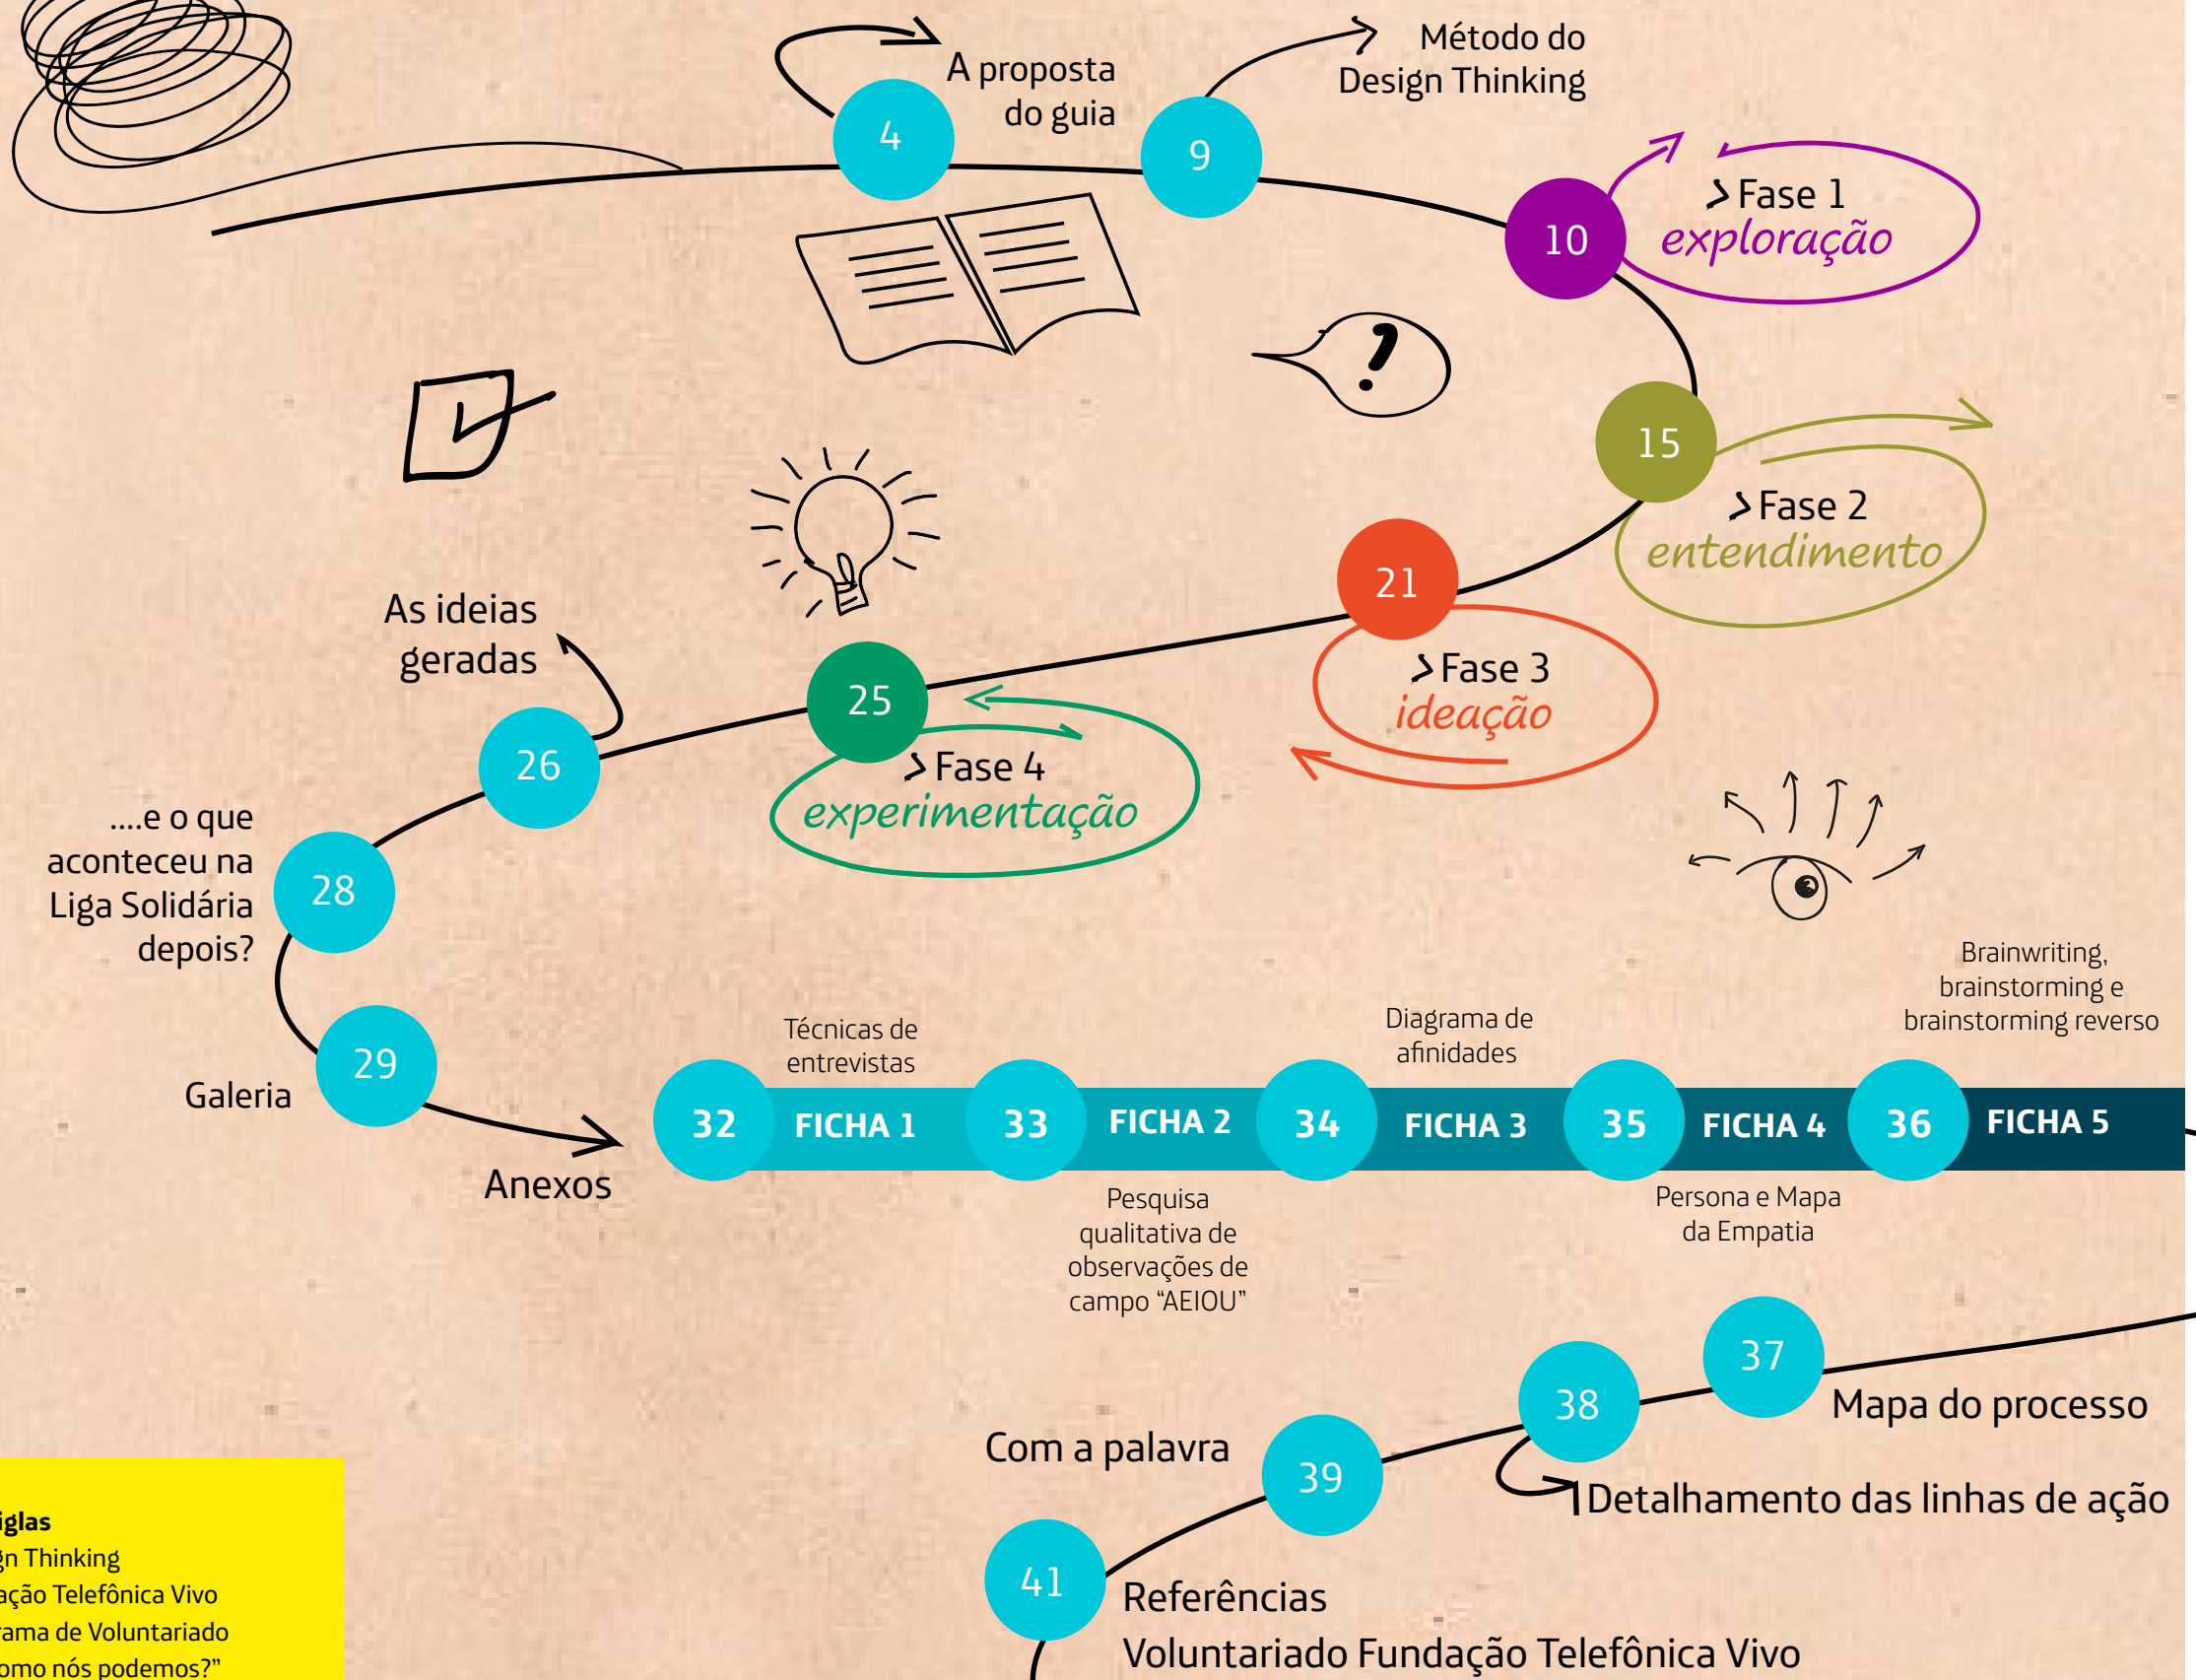 4
A proposta
do guia
9
Método do
Design Thinking
10
Fase 1
exploração
15
Fase 2
entendimento
21
Fase 3
ideação
25
Fase 4
experimentação
26
As ideias
geradas
28
....e o que
aconteceu na
Liga Solidária
depois?
29
Galeria
Anexos
32
FICHA 1
Técnicas de
entrevistas
33
FICHA 2
Pesquisa
qualitativa de
observações de
campo “AEIOU”
34
FICHA 3
Diagrama de
afinidades
35
FICHA 4
Persona e Mapa
da Empatia
36
FICHA 5
Brainwriting,
brainstorming e
brainstorming reverso
37
Mapa do processo
38
Detalhamento das linhas de ação
39
Com a palavra
41
Referências
Voluntariado Fundação Telefônica Vivo
iglas
gn Thinking
ação Telefônica Vivo
rama de Voluntariado
omo nós podemos?”